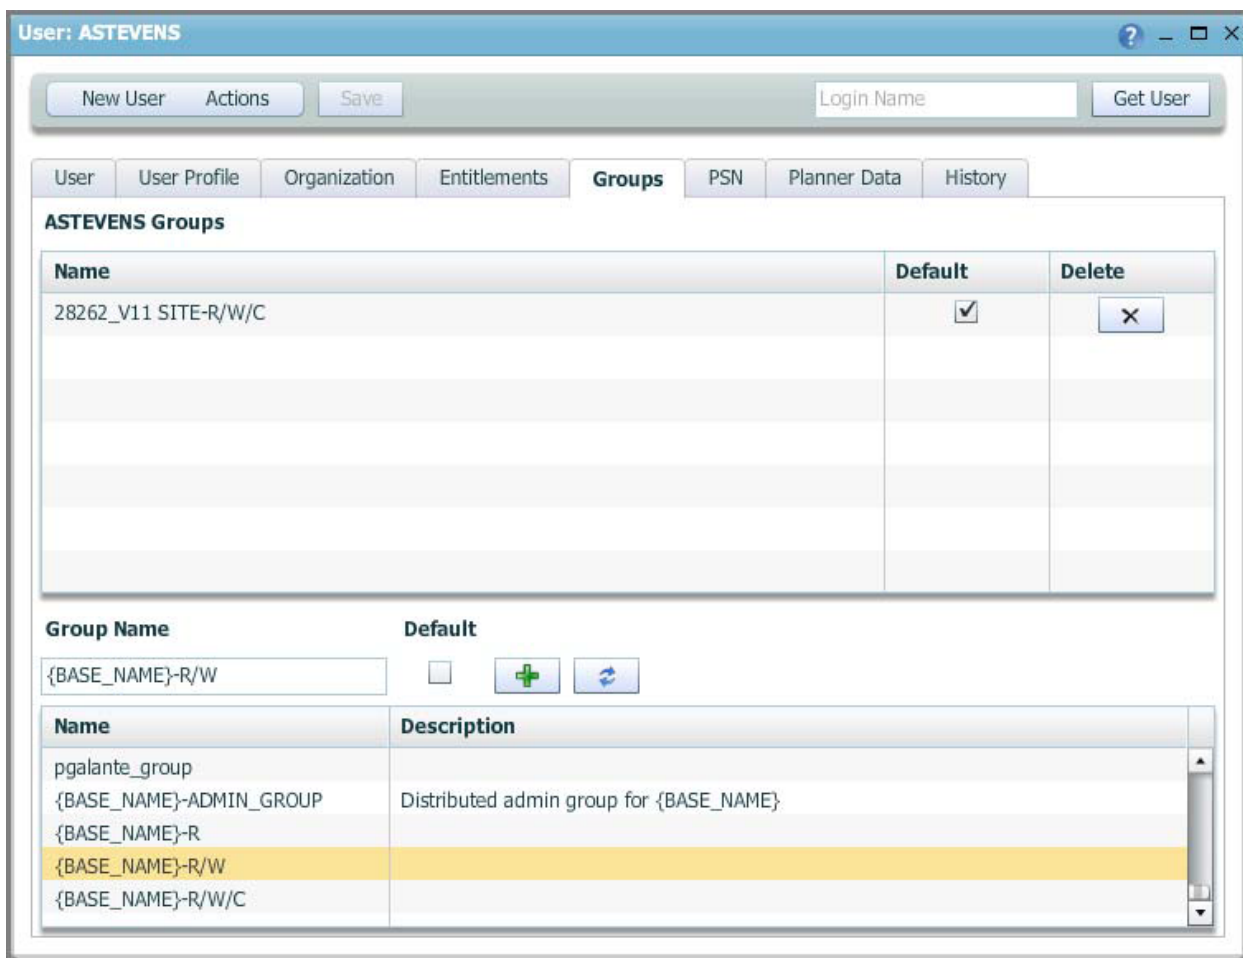 User: ASTEVENS
New User Actions Save Login Name Get User
User User Profile Organization Entitlements Groups PSN Planner Data History
ASTEVENS Groups
Name Default Delete
28262_V11 SITE-R/W/C
Group Name Default
{BASE_NAME}-R/W
Name Description
pgalante_group
{BASE_NAME}-ADMIN_GROUP Distributed admin group for {BASE_NAME}
{BASE_NAME}-R
{BASE_NAME}-R/W
{BASE_NAME}-R/W/C